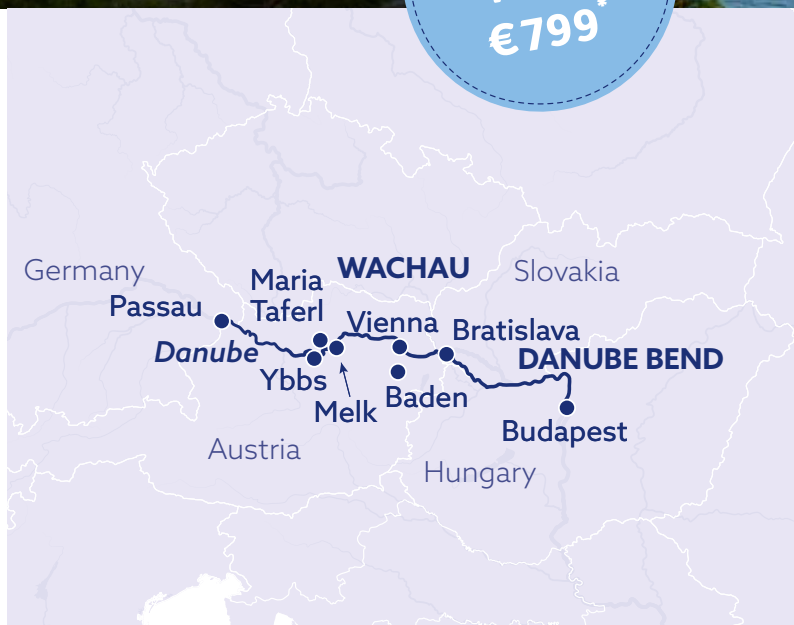 €799*
WACHAU
Germany
Slovakia
Maria
Taferl
Passau
Vienna
Bratislava
Danube
DANUBE BEND
Ybbs
Baden
Melk
Budapest
Austria
Hungary